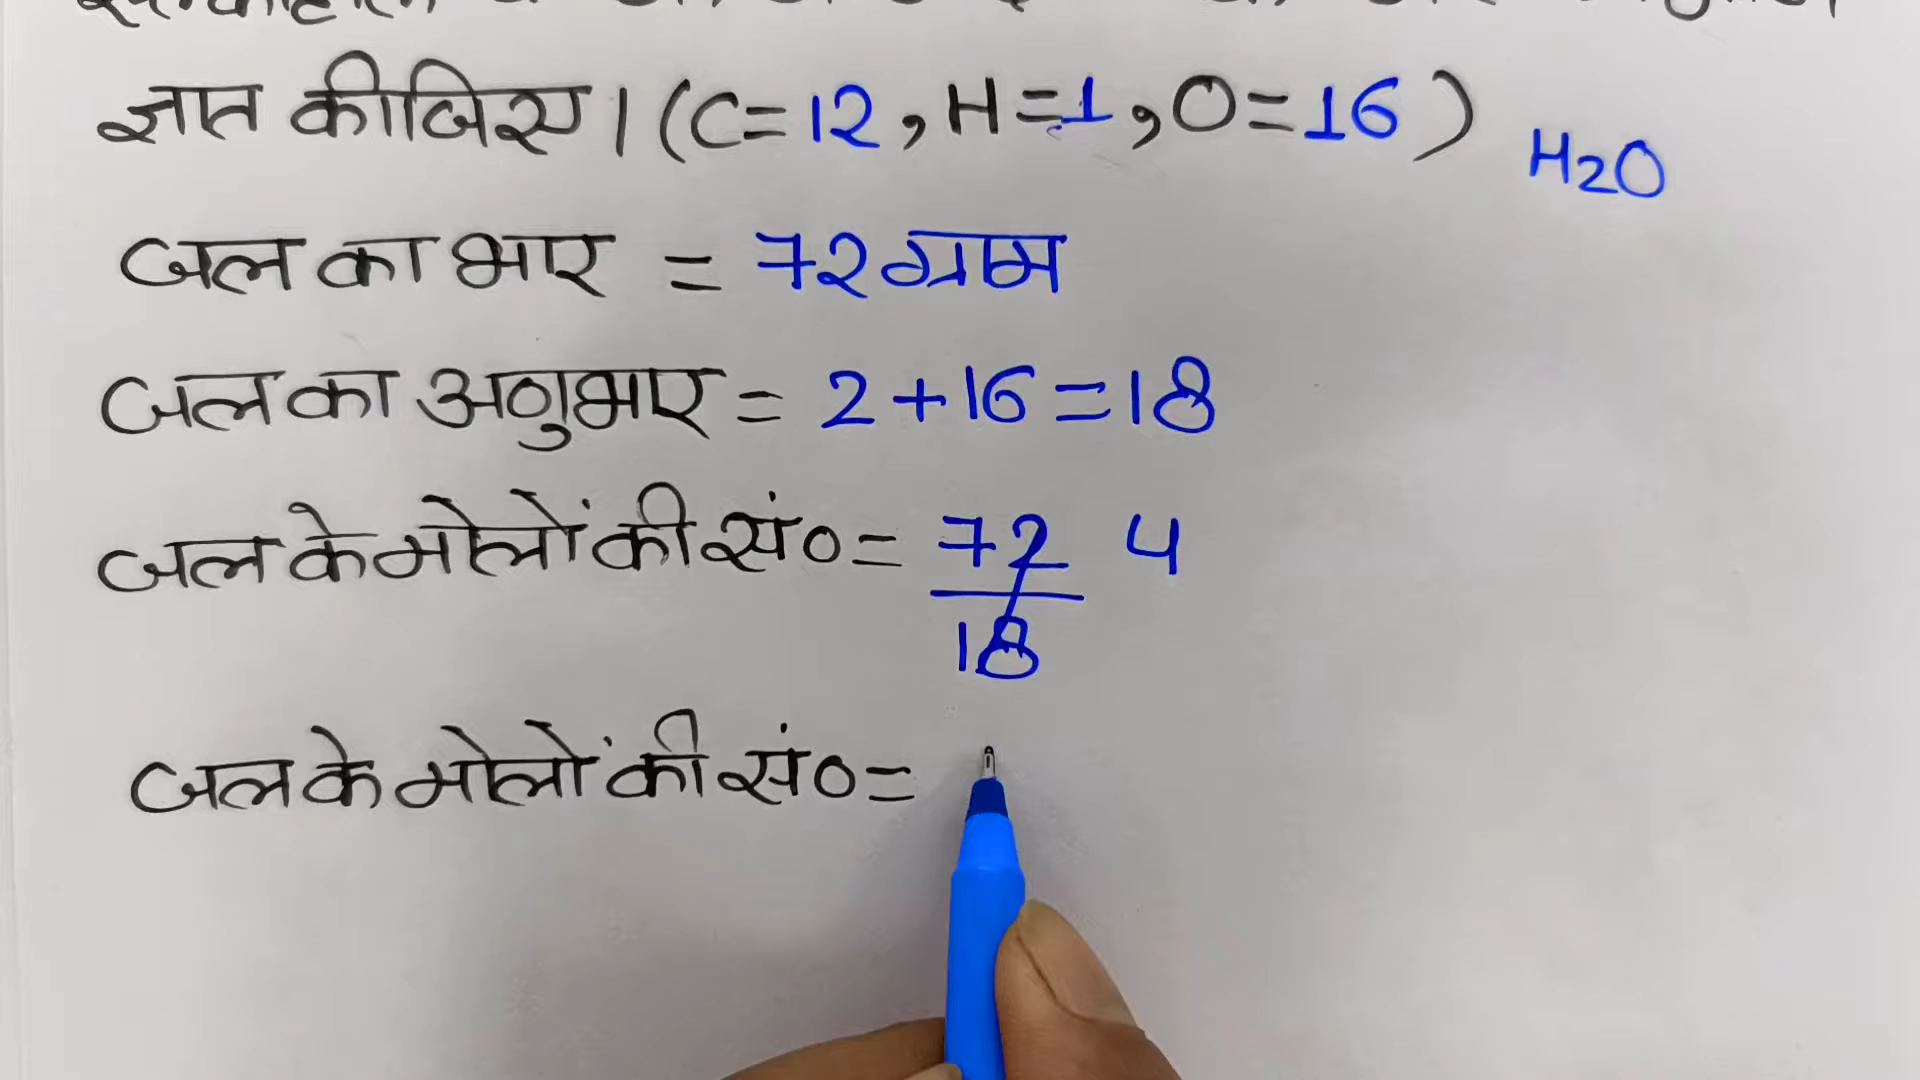 ज्ञात कीजिए। (C=12, H=1, O=16)
H₂O
जल का भार = 72 ग्राम
जल का अणुभार = 2+16=18
जल के मोलों की सं० = 72/18 4
जल के मोलों की सं० =